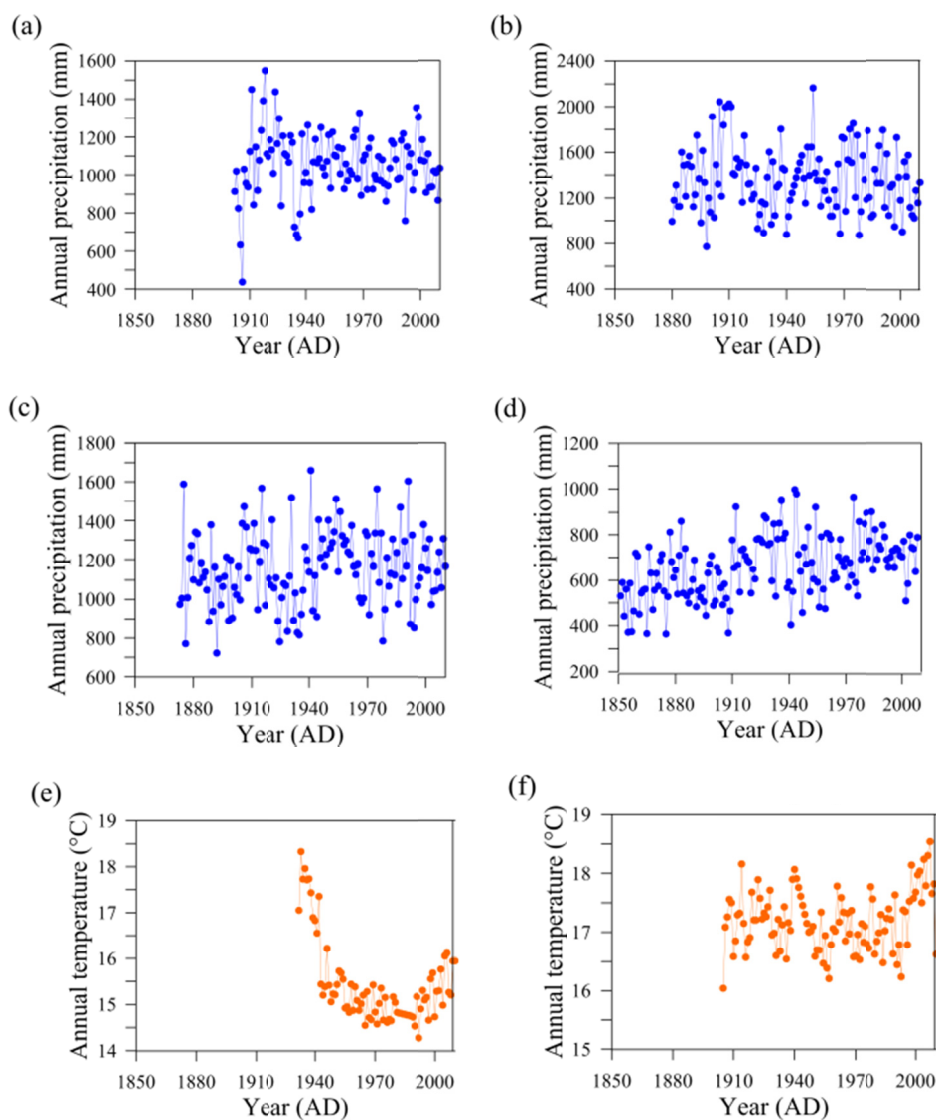 (a)
Annual precipitation (mm)
1600
1400
1200
1000
800
600
400
1850 1880 1910 1940 1970 2000
Year (AD)
(b)
Annual precipitation (mm)
2400
2000
1600
1200
800
400
1850 1880 1910 1940 1970 2000
Year (AD)
(c)
Annual precipitation (mm)
1800
1600
1400
1200
1000
800
600
1850 1880 1910 1940 1970 2000
Year (AD)
(d)
Annual precipitation (mm)
1200
1000
800
600
400
200
1850 1880 1910 1940 1970 2000
Year (AD)
(e)
Annual temperature (°C)
19
18
17
16
15
14
1850 1880 1910 1940 1970 2000
Year (AD)
(f)
Annual temperature (°C)
19
18
17
16
15
1850 1880 1910 1940 1970 2000
Year (AD)